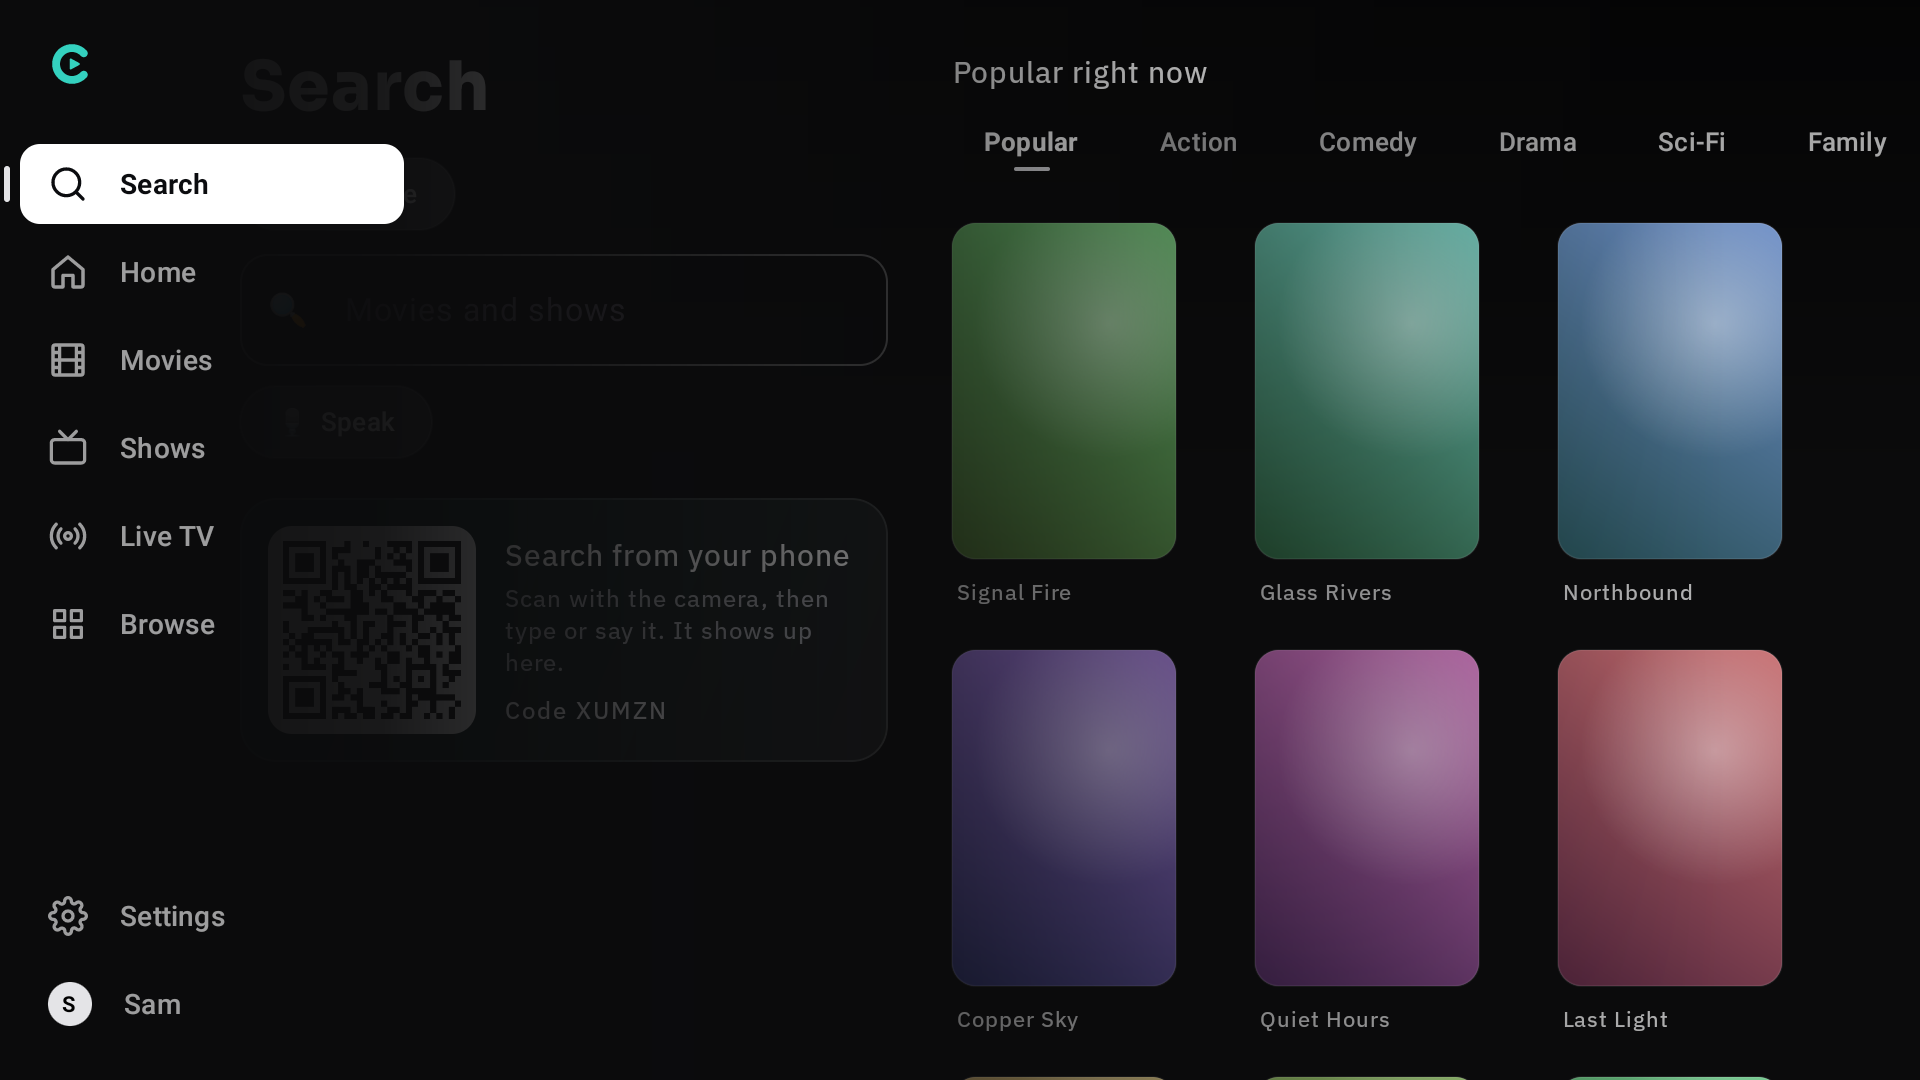 Search
Search
Home
Movies
Shows
Live TV
Browse
Settings
S
Sam
Movies and shows
Speak
Search from your phone
Scan with the camera, then
type or say it. It shows up
here.
Code XUMZN
Popular right now
Popular
Action
Comedy
Drama
Sci-Fi
Family
Signal Fire
Glass Rivers
Northbound
Copper Sky
Quiet Hours
Last Light